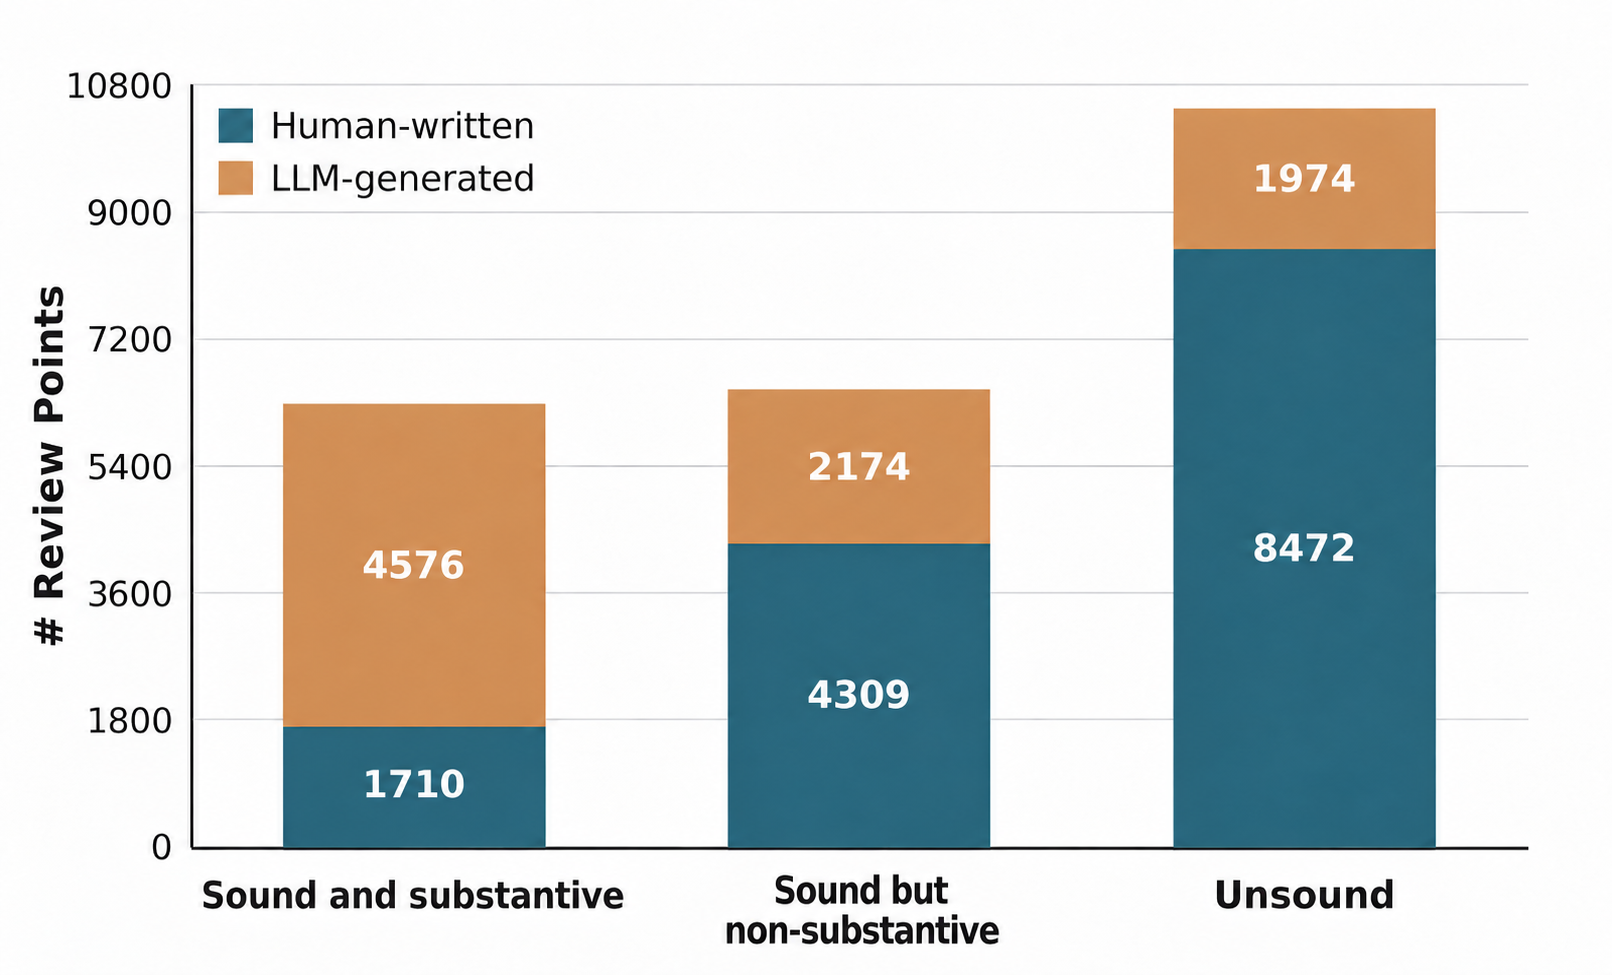 10800
9000
7200
5400
3600
1800
0
# Review Points
Human-written
LLM-generated
4576
1710
2174
4309
1974
8472
Sound and substantive
Sound but
non-substantive
Unsound